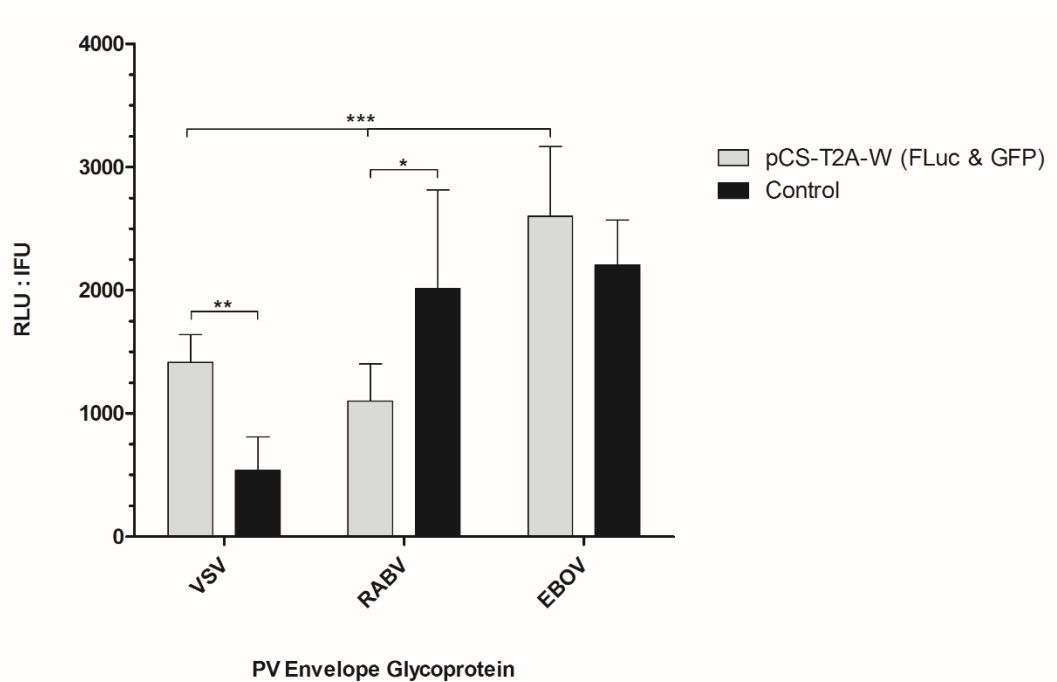 4000
***
3000
*
pCS-T2A-W (FLuc & GFP)
Control
RLU : IFU
2000
**
1000
0
VSV
RABV
EBOV
PV Envelope Glycoprotein